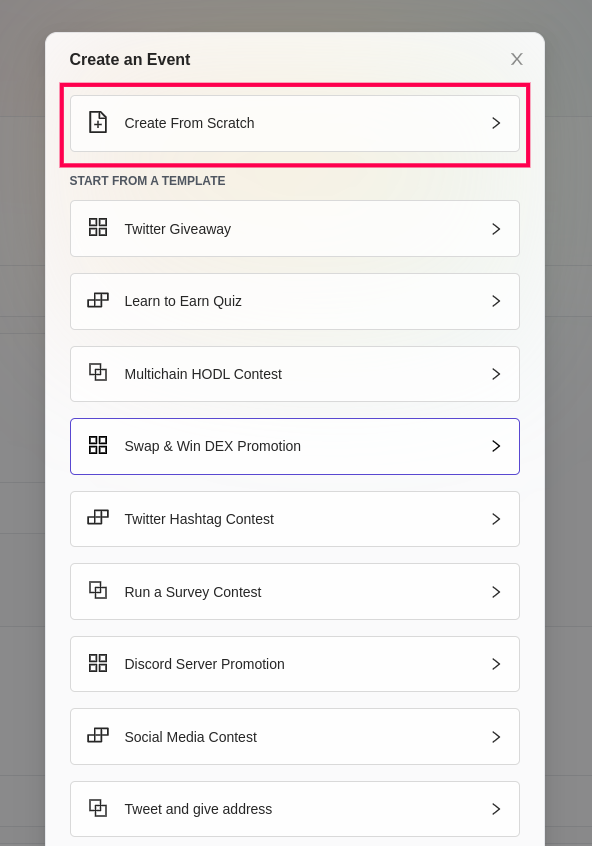 Create an Event
Create From Scratch
START FROM A TEMPLATE
Twitter Giveaway
Learn to Earn Quiz
Multichain HODL Contest
Swap & Win DEX Promotion
Twitter Hashtag Contest
Run a Survey Contest
Discord Server Promotion
Social Media Contest
Tweet and give address